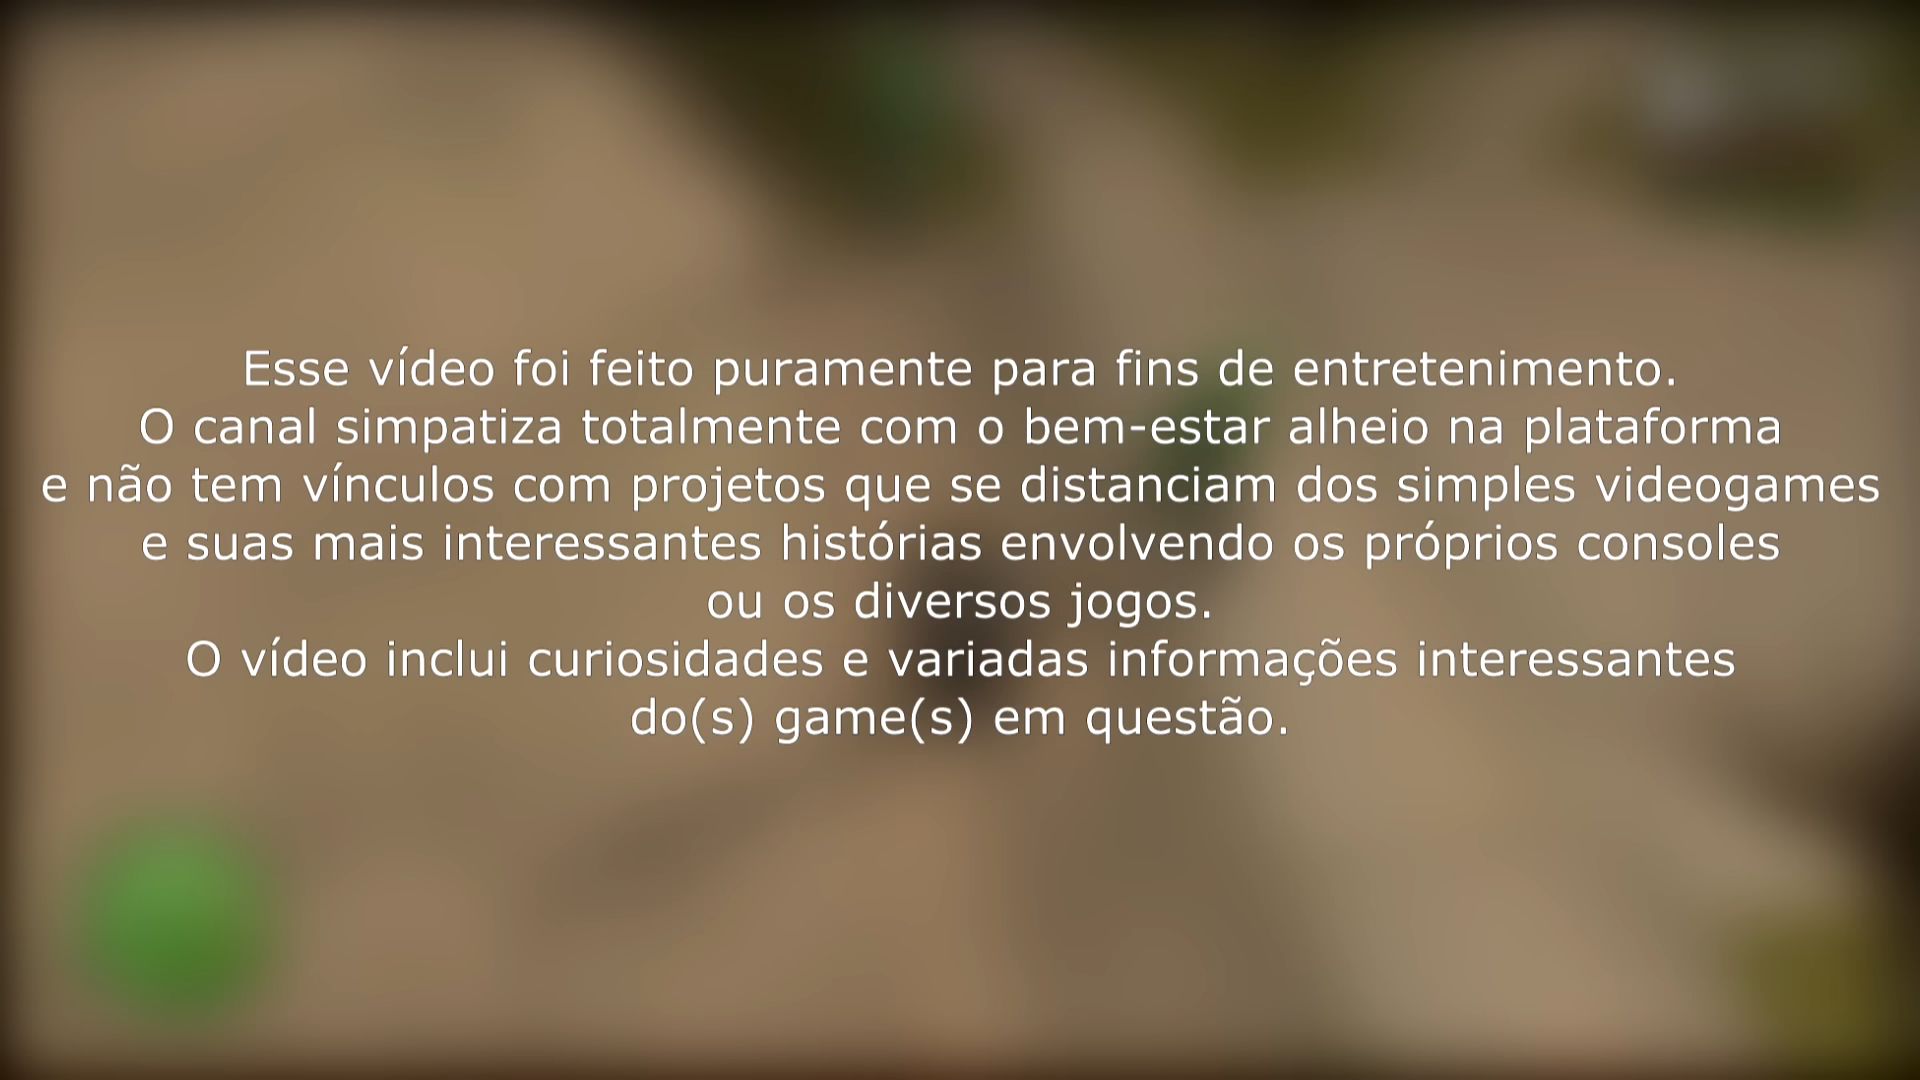 Esse vídeo foi feito puramente para fins de entretenimento.
O canal simpatiza totalmente com o bem-estar alheio na plataforma
e não tem vínculos com projetos que se distanciam dos simples videogames
e suas mais interessantes histórias envolvendo os próprios consoles
ou os diversos jogos.
O vídeo inclui curiosidades e variadas informações interessantes
do(s) game(s) em questão.